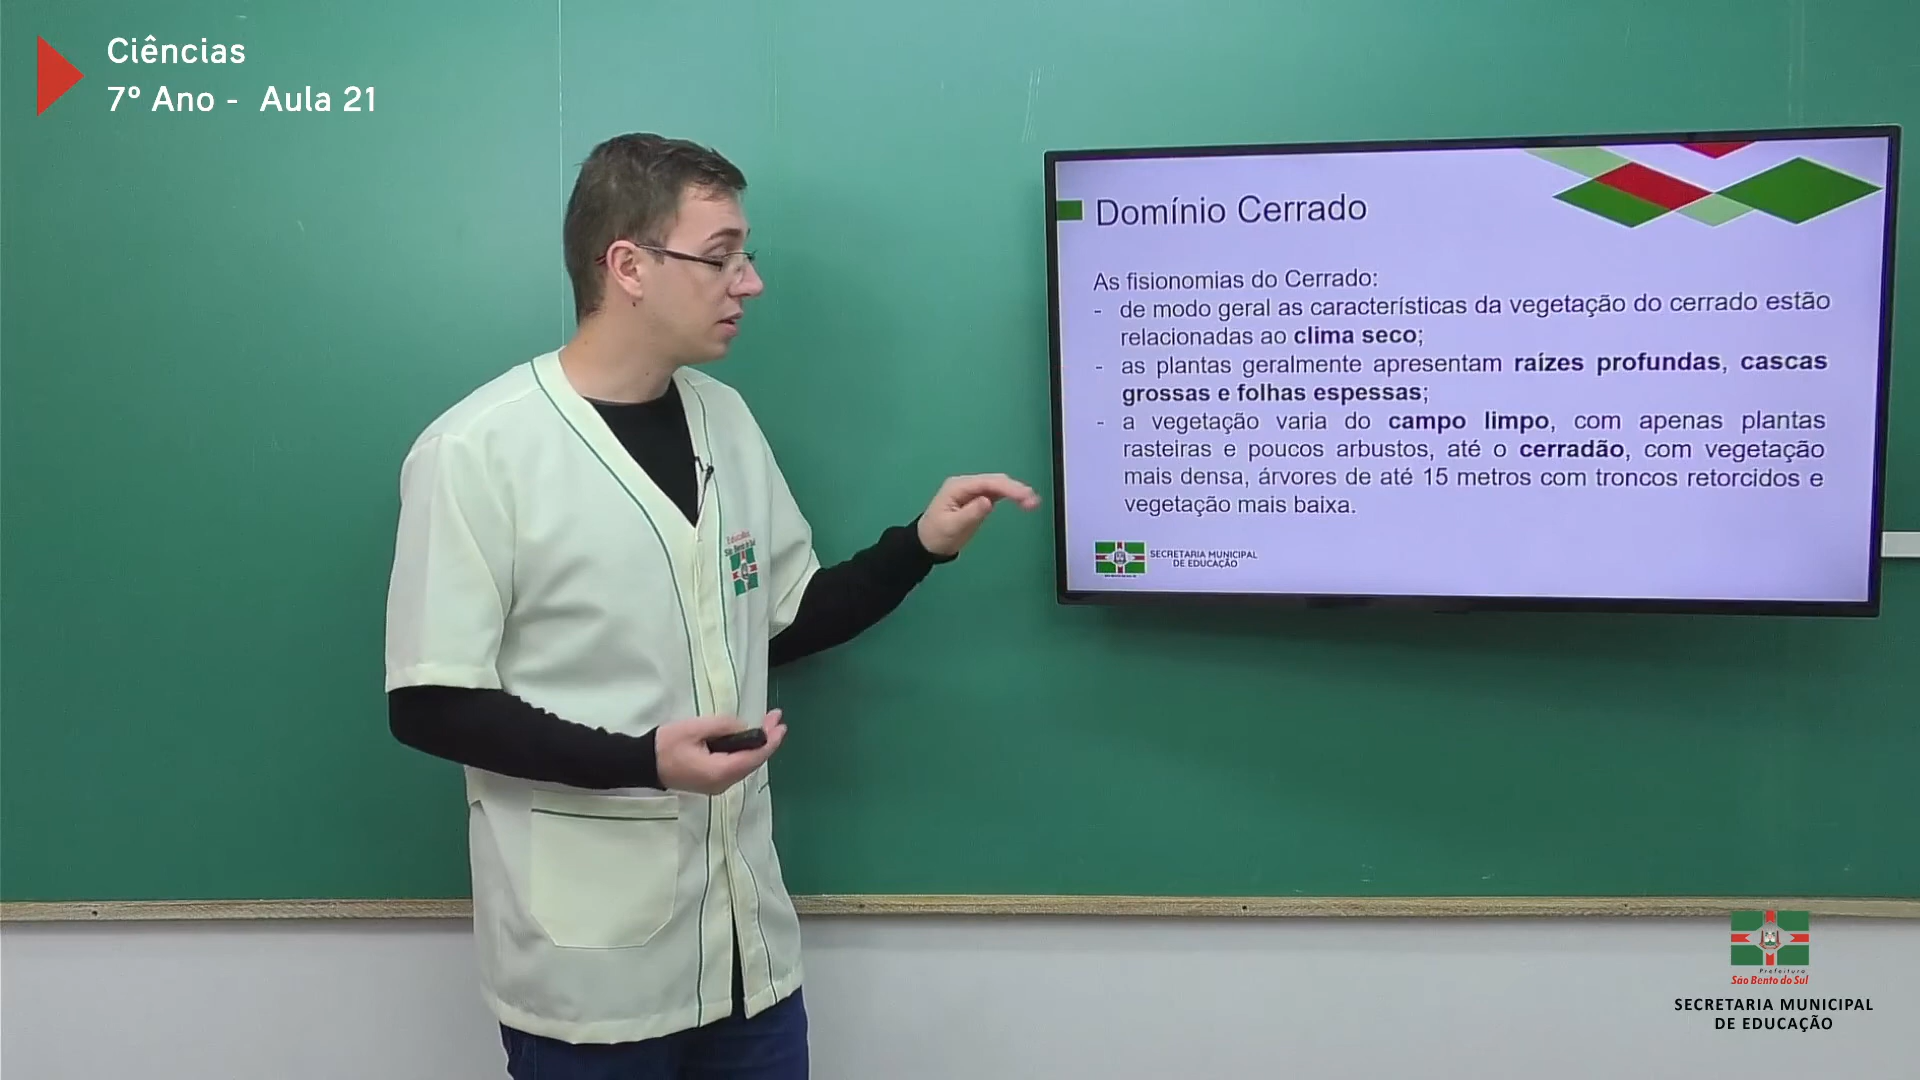 Ciências
7º Ano - Aula 21
Domínio Cerrado
As fisionomias do Cerrado:
- de modo geral as características da vegetação do cerrado estão
relacionadas ao clima seco;
- as plantas geralmente apresentam raízes profundas, cascas
grossas e folhas espessas;
- a vegetação varia do campo limpo, com apenas plantas
rasteiras e poucos arbustos, até o cerradão, com vegetação
mais densa, árvores de até 15 metros com troncos retorcidos e
vegetação mais baixa.
SECRETARIA MUNICIPAL
DE EDUCAÇÃO
São Bento do Sul
Prefeitura
São Bento do Sul
SECRETARIA MUNICIPAL
DE EDUCAÇÃO